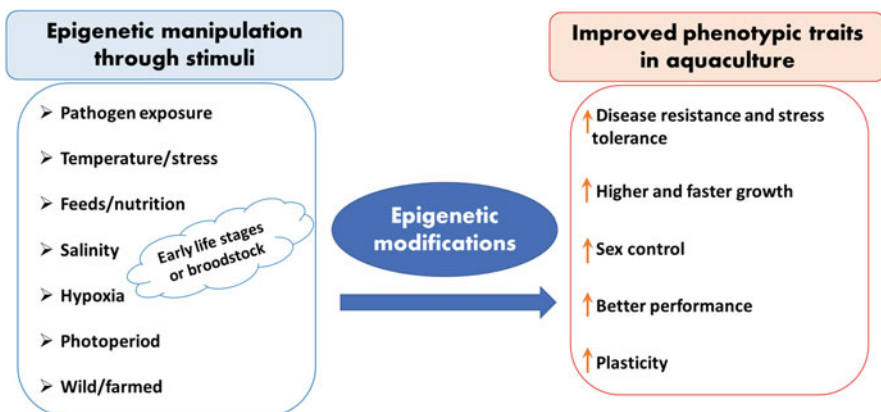 Epigenetic manipulation
through stimuli
➢ Pathogen exposure
➢ Temperature/stress
➢ Feeds/nutrition
➢ Salinity
➢ Hypoxia
➢ Photoperiod
➢ Wild/farmed
Early life stages
or broodstock
Epigenetic
modifications
Improved phenotypic traits
in aquaculture
↑ Disease resistance and stress
tolerance
↑ Higher and faster growth
↑ Sex control
↑ Better performance
↑ Plasticity